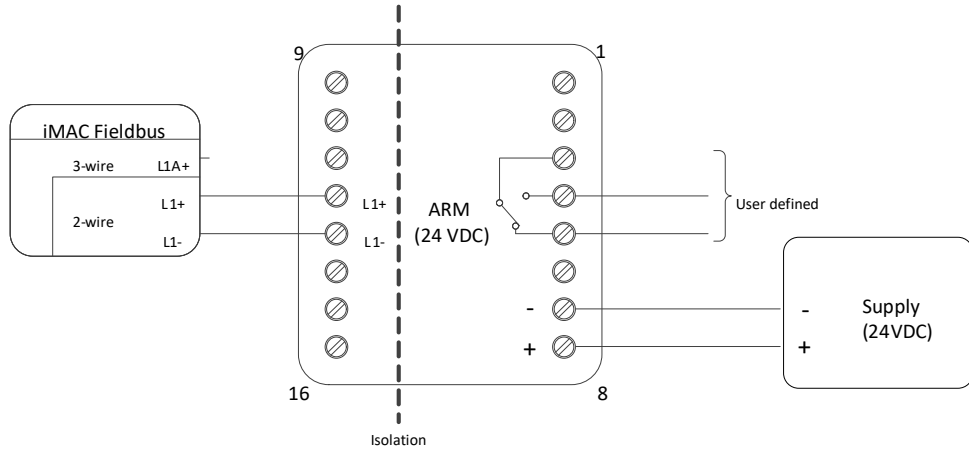 9
1
iMAC Fieldbus
3-wire
L1A+
L1+
2-wire
L1-
L1+
L1-
ARM
(24 VDC)
User defined
-
+
Supply
(24VDC)
-
+
16
8
Isolation